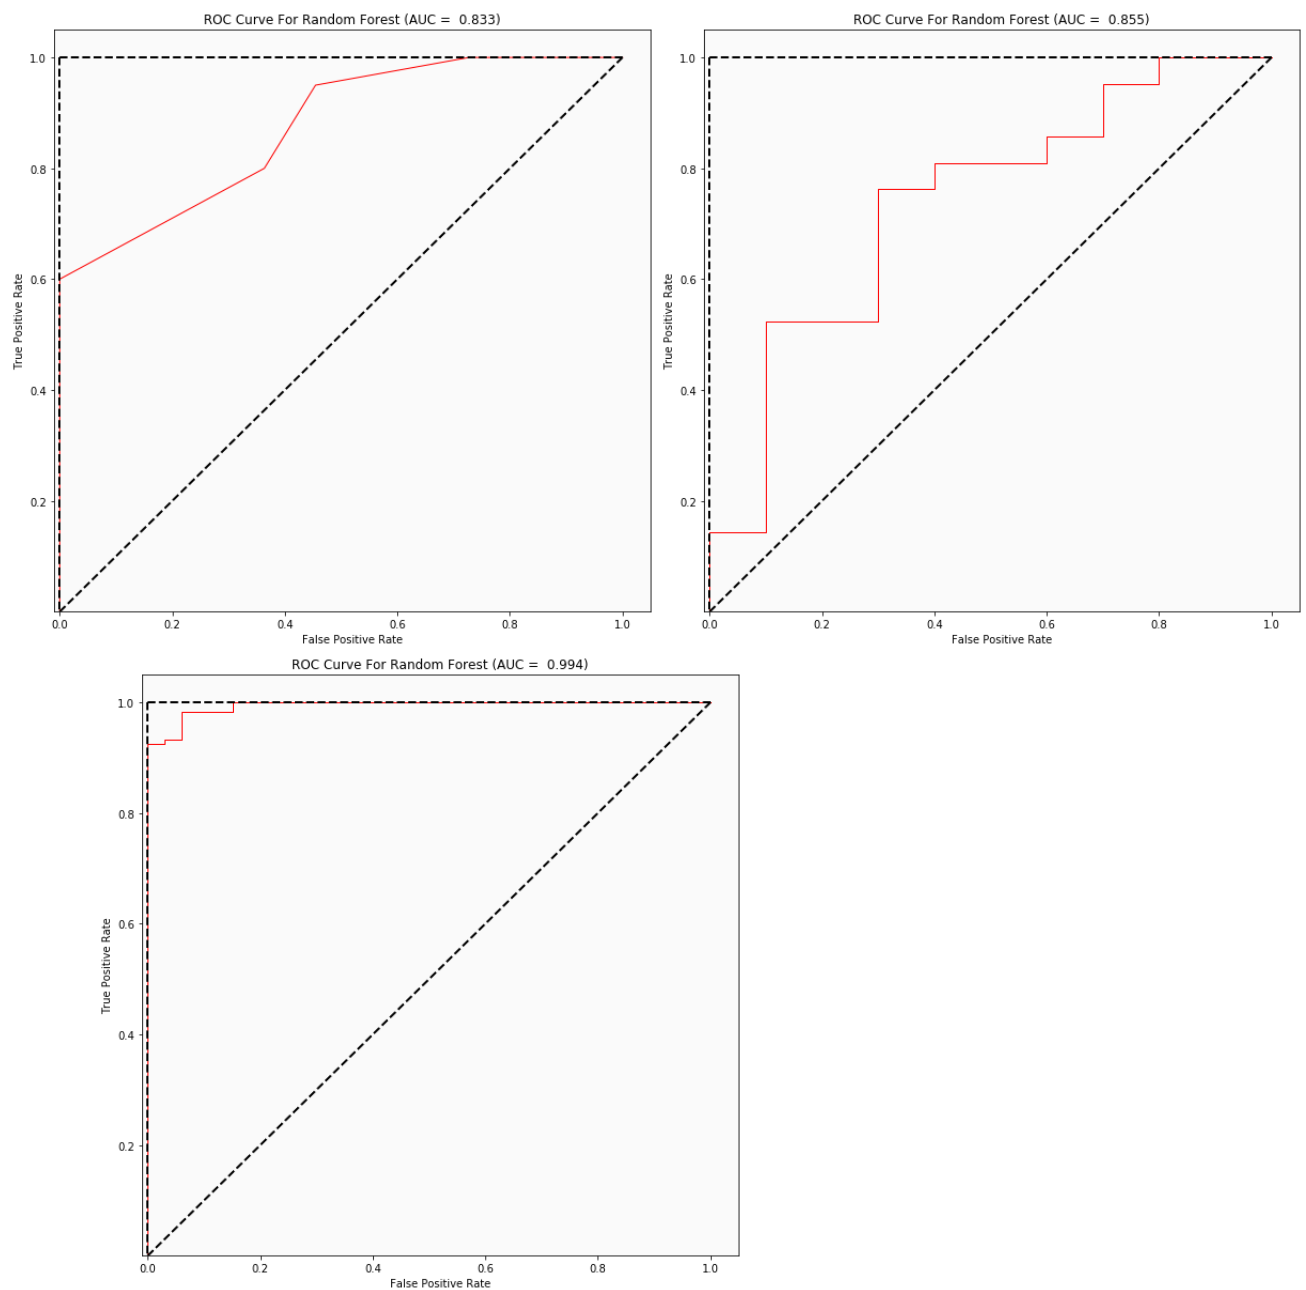 ROC Curve For Random Forest (AUC =  0.833)
1.0
0.8
0.6
0.4
0.2
True Positive Rate
0.0 0.2 0.4 0.6 0.8 1.0
False Positive Rate
ROC Curve For Random Forest (AUC =  0.855)
1.0
0.8
0.6
0.4
0.2
True Positive Rate
0.0 0.2 0.4 0.6 0.8 1.0
False Positive Rate
ROC Curve For Random Forest (AUC =  0.994)
1.0
0.8
0.6
0.4
0.2
True Positive Rate
0.0 0.2 0.4 0.6 0.8 1.0
False Positive Rate